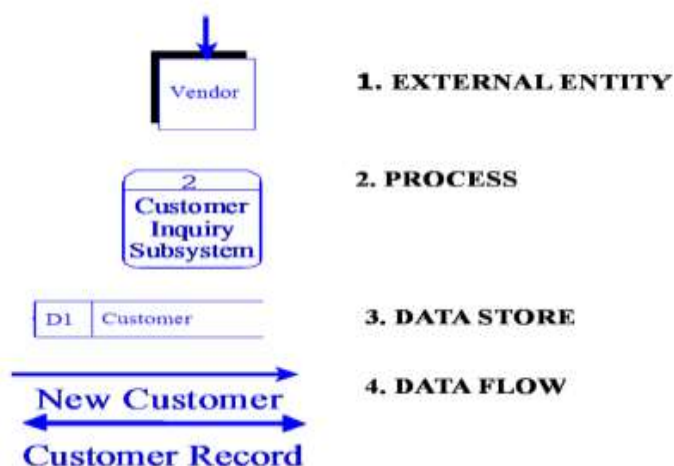 Vendor
1. EXTERNAL ENTITY
2
Customer
Inquiry
Subsystem
2. PROCESS
D1 Customer
3. DATA STORE
4. DATA FLOW
New Customer
Customer Record